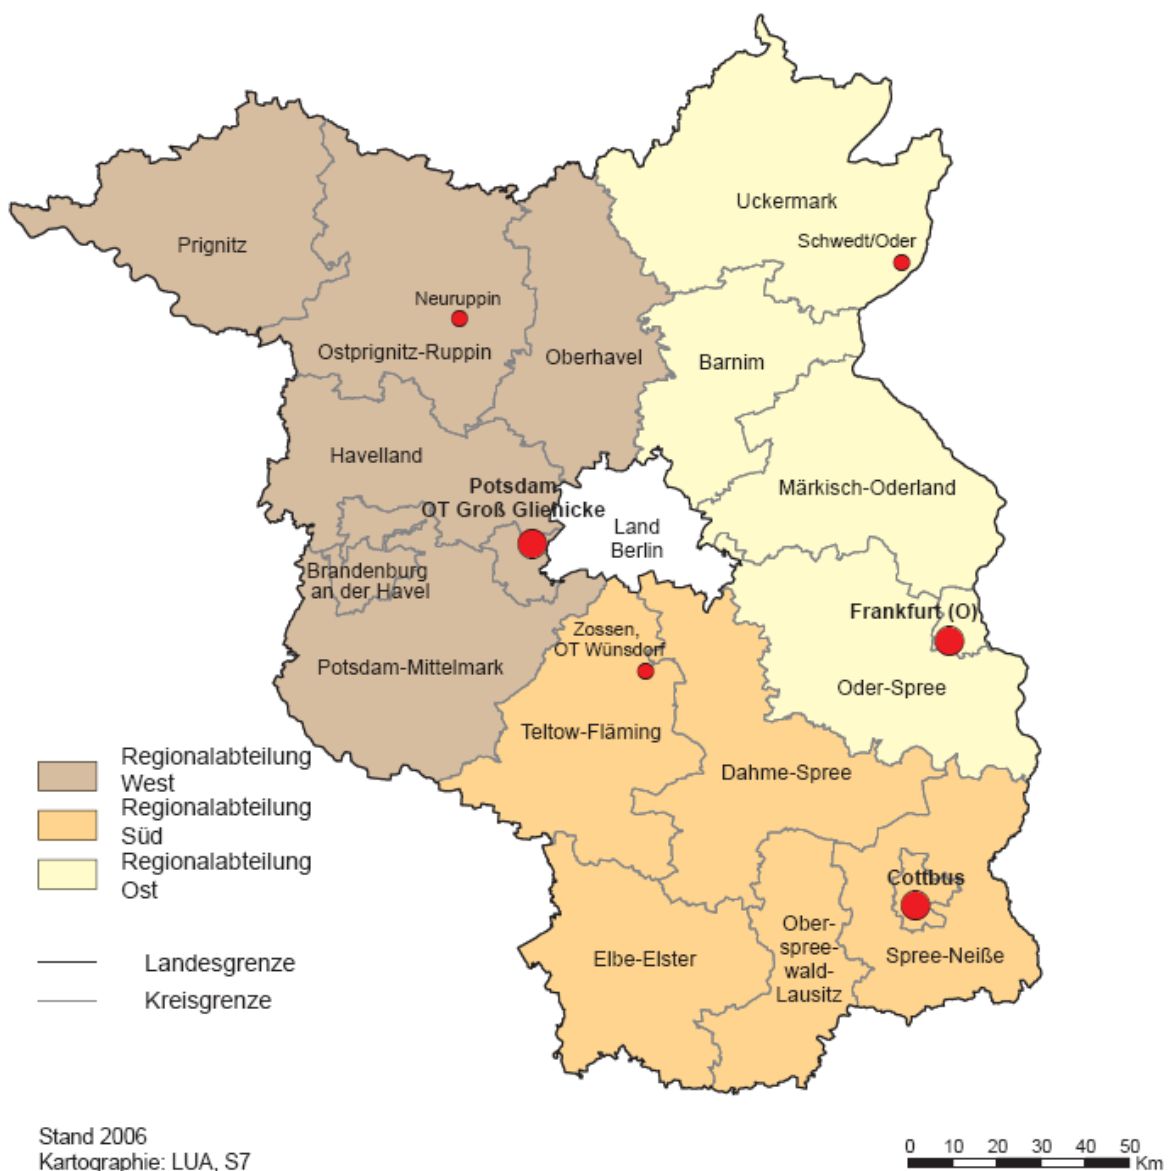 Uckermark
Schwedt/Oder
Prignitz
Neuruppin
Ostprignitz-Ruppin
Oberhavel
Barnim
Havelland
Märkisch-Oderland
Potsdam
OT Groß Glienicke
Land
Berlin
Brandenburg
an der Havel
Frankfurt (O)
Zossen,
OT Wünsdorf
Potsdam-Mittelmark
Oder-Spree
Teltow-Fläming
Dahme-Spree
Cottbus
Ober-
spree-
wald-
Lausitz
Elbe-Elster
Spree-Neiße
Regionalabteilung
West
Regionalabteilung
Süd
Regionalabteilung
Ost
Landesgrenze
Kreisgrenze
Stand 2006
Kartographie: LUA, S7
0 10 20 30 40 50
Km